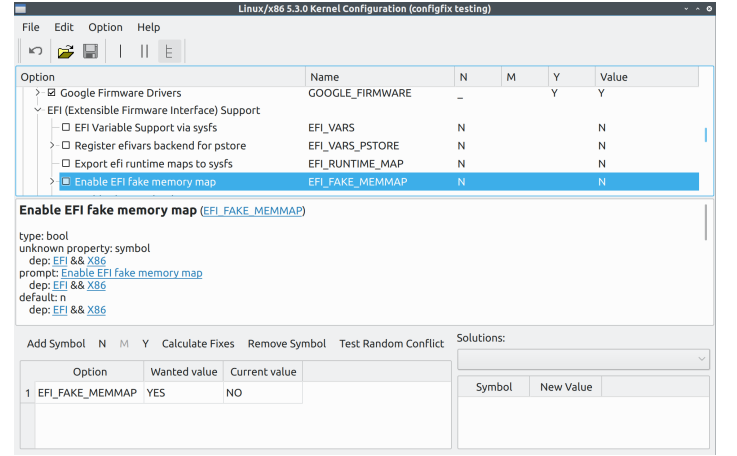 Linux/x86 5.3.0 Kernel Configuration (configfix testing)
File Edit Option Help
Option Name N M Y Value
Google Firmware Drivers GOOGLE_FIRMWARE _ Y Y
EFI (Extensible Firmware Interface) Support
EFI Variable Support via sysfs EFI_VARS N N
Register efivars backend for pstore EFI_VARS_PSTORE N N
Export efi runtime maps to sysfs EFI_RUNTIME_MAP N N
Enable EFI fake memory map EFI_FAKE_MEMMAP N N
Enable EFI fake memory map (EFI_FAKE_MEMMAP)
type: bool
unknown property: symbol
dep: EFI && X86
prompt: Enable EFI fake memory map
dep: EFI && X86
default: n
dep: EFI && X86
Add Symbol N M Y Calculate Fixes Remove Symbol Test Random Conflict
Solutions:
Option Wanted value Current value
1 EFI_FAKE_MEMMAP YES NO
Symbol New Value